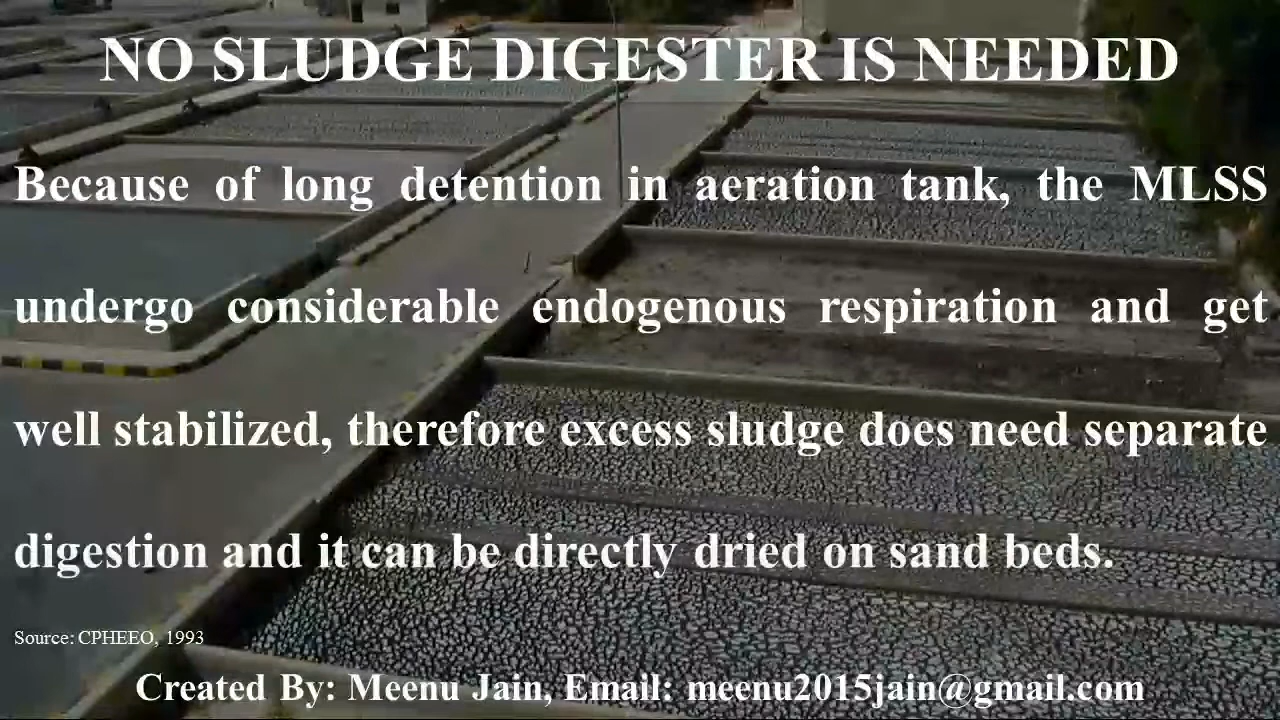 NO SLUDGE DIGESTER IS NEEDED
Because of long detention in aeration tank, the MLSS
undergo considerable endogenous respiration and get
well stabilized, therefore excess sludge does need separate
digestion and it can be directly dried on sand beds.
Source: CPHEEO, 1993
Created By: Meenu Jain, Email: meenu2015jain@gmail.com